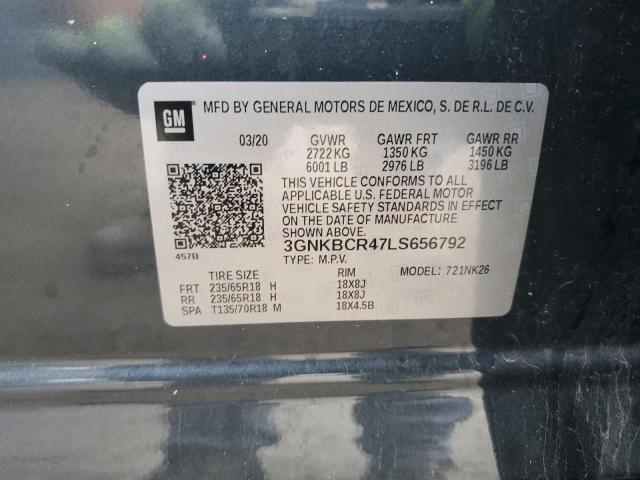 GM
MFD BY GENERAL MOTORS DE MEXICO, S. DE R.L. DE C.V.
03/20 GVWR GAWR FRT GAWR RR
2722 KG 1350 KG 1450 KG
6001 LB 2976 LB 3196 LB
THIS VEHICLE CONFORMS TO ALL
APPLICABLE U.S. FEDERAL MOTOR
VEHICLE SAFETY STANDARDS IN EFFECT
ON THE DATE OF MANUFACTURE
SHOWN ABOVE.
457B
3GNKBCR47LS656792
TYPE: M.P.V. MODEL: 721NK26
TIRE SIZE RIM
FRT 235/65R18 H 18X8J
RR 235/65R18 H 18X8J
SPA T135/70R18 M 18X4.5B